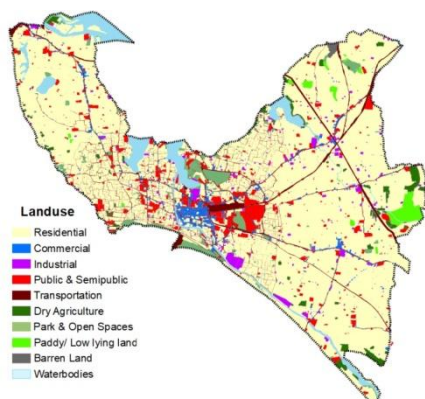 Landuse
Residential
Commercial
Industrial
Public & Semipublic
Transportation
Dry Agriculture
Park & Open Spaces
Paddy/ Low lying land
Barren Land
Waterbodies